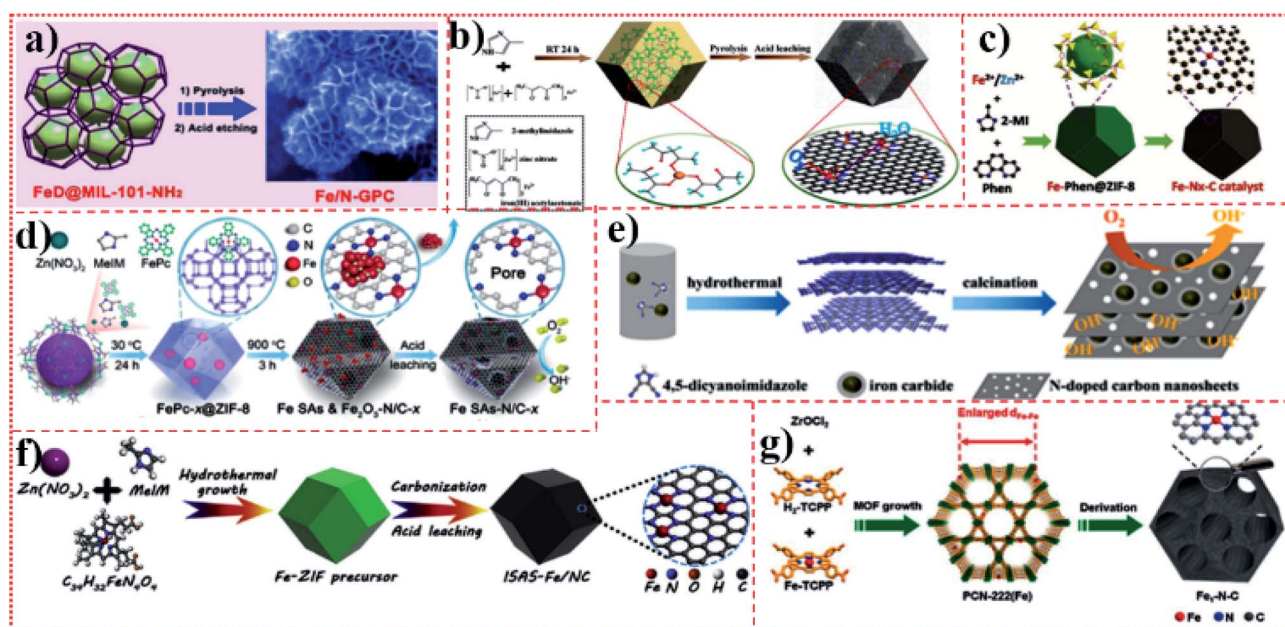 a)
1) Pyrolysis
2) Acid etching
FeD@MIL-101-NH₂
Fe/N-GPC
b)
NH
+
RT 24 h
Pyrolysis
Acid leaching
2-methylimidazole
zinc nitrate
iron(III) acetylacetonate
H₂O
O₂
c)
Fe²⁺/Zn²⁺
+
2-MI
+
Phen
Fe-Phen@ZIF-8
Fe-Nx-C catalyst
d)
Zn(NO₃)₂
MeIM
FePc
30 °C
24 h
FePc-x@ZIF-8
900 °C
3 h
C
N
Fe
O
Fe SAs & Fe₂O₃-N/C-x
Acid
leaching
Pore
O₂
OH⁻
Fe SAs-N/C-x
e)
hydrothermal
calcination
O₂
OH⁻
OH⁻
OH⁻
OH⁻
OH⁻
4,5-dicyanoimidazole
iron carbide
N-doped carbon nanosheets
f)
Zn(NO₃)₂
MeIM
C₃₄H₃₂FeN₄O₄
Hydrothermal
growth
Fe-ZIF precursor
Carbonization
Acid leaching
ISAS-Fe/NC
Fe N O H C
g)
ZrOCl₂
+
H₂-TCPP
+
Fe-TCPP
MOF growth
Enlarged d Fe-Fe
PCN-222(Fe)
Derivation
Fe₁-N-C
Fe N C